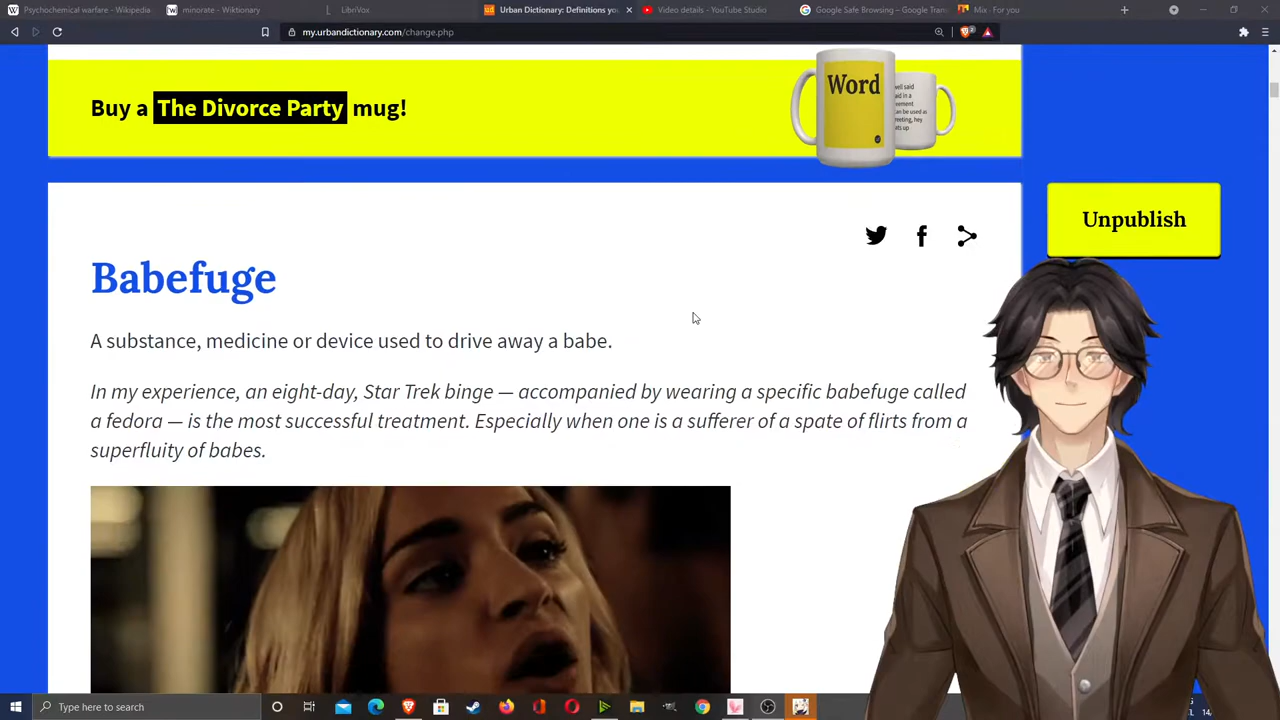 Psychochemical warfare - Wikipedia
minorate - Wiktionary
LibriVox
Urban Dictionary: Definitions you
Video details - YouTube Studio
Google Safe Browsing – Google Trans
Mix - For you
my.urbandictionary.com/change.php
Buy a The Divorce Party mug!
Word
Unpublish
Babefuge
A substance, medicine or device used to drive away a babe.
In my experience, an eight-day, Star Trek binge — accompanied by wearing a specific babefuge called
a fedora — is the most successful treatment. Especially when one is a sufferer of a spate of flirts from a
superfluity of babes.
Type here to search